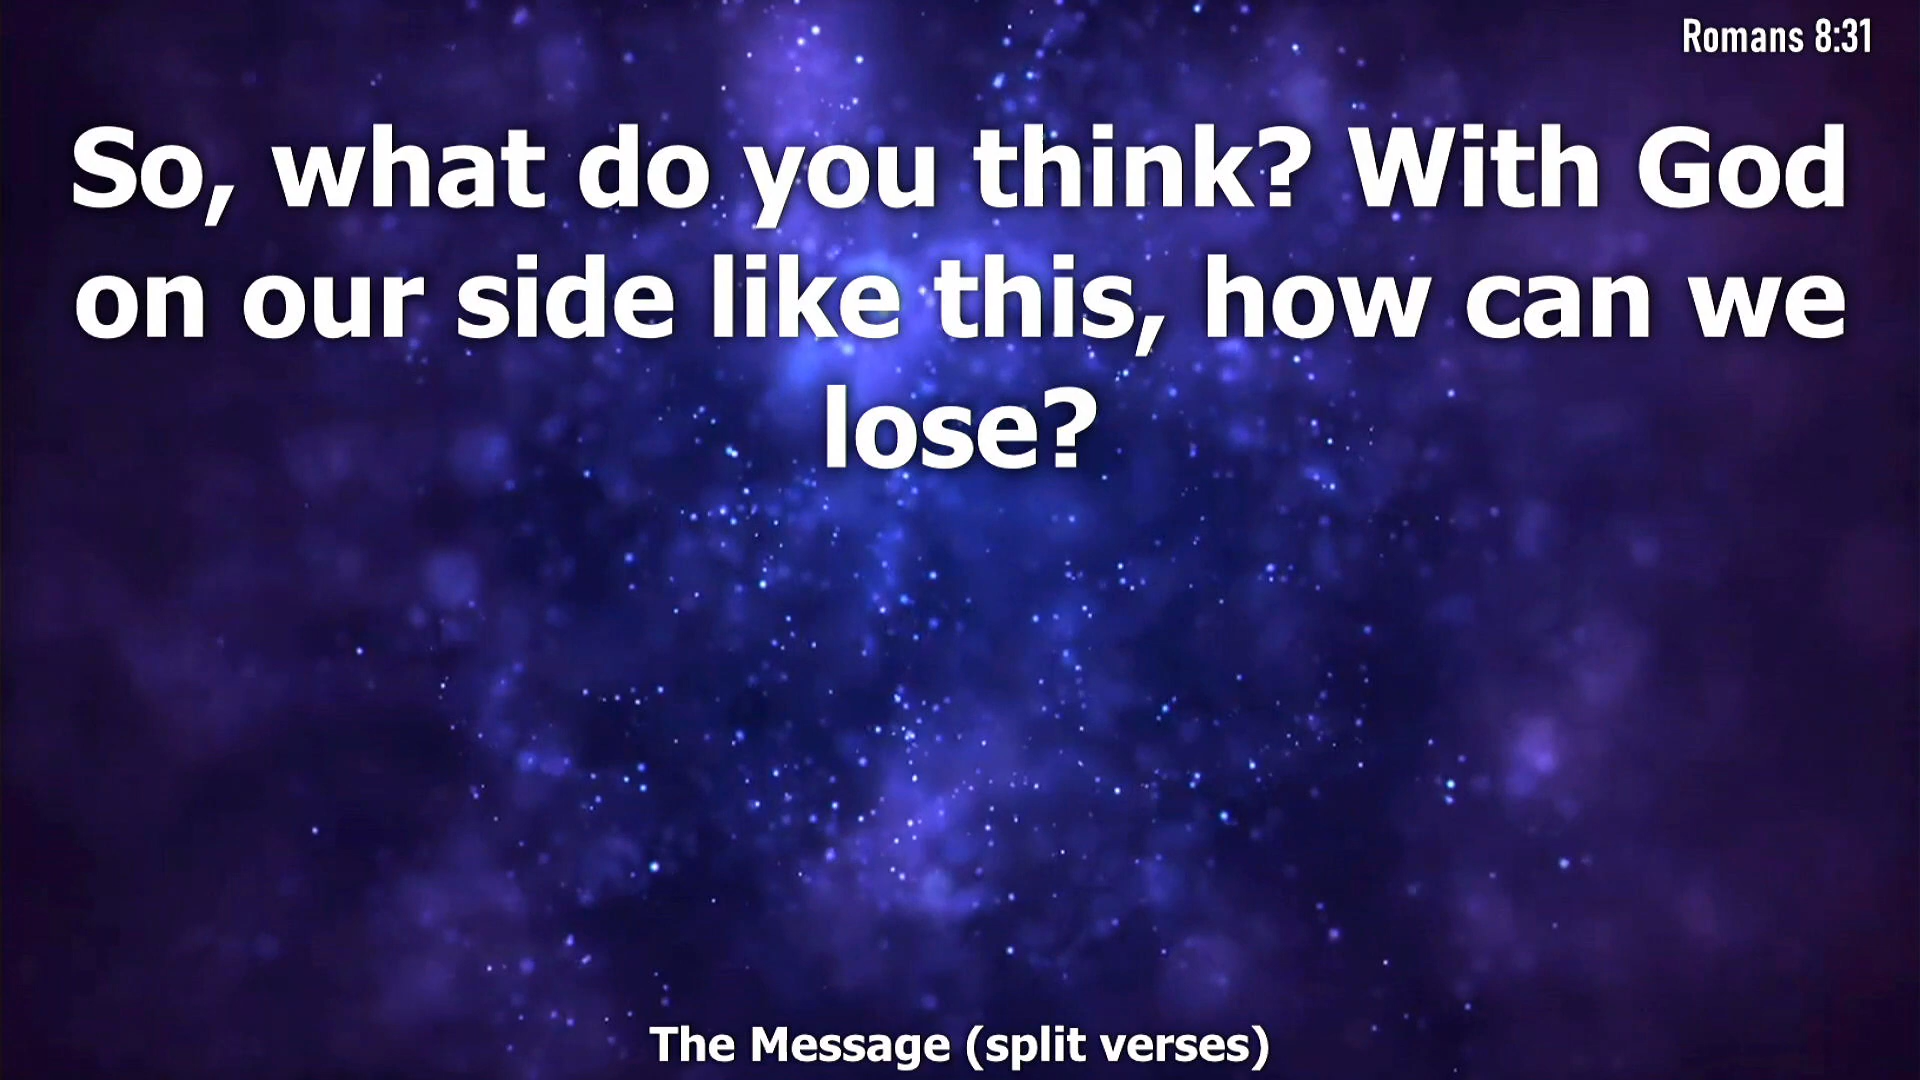 Romans 8:31
So, what do you think? With God
on our side like this, how can we
lose?
The Message (split verses)